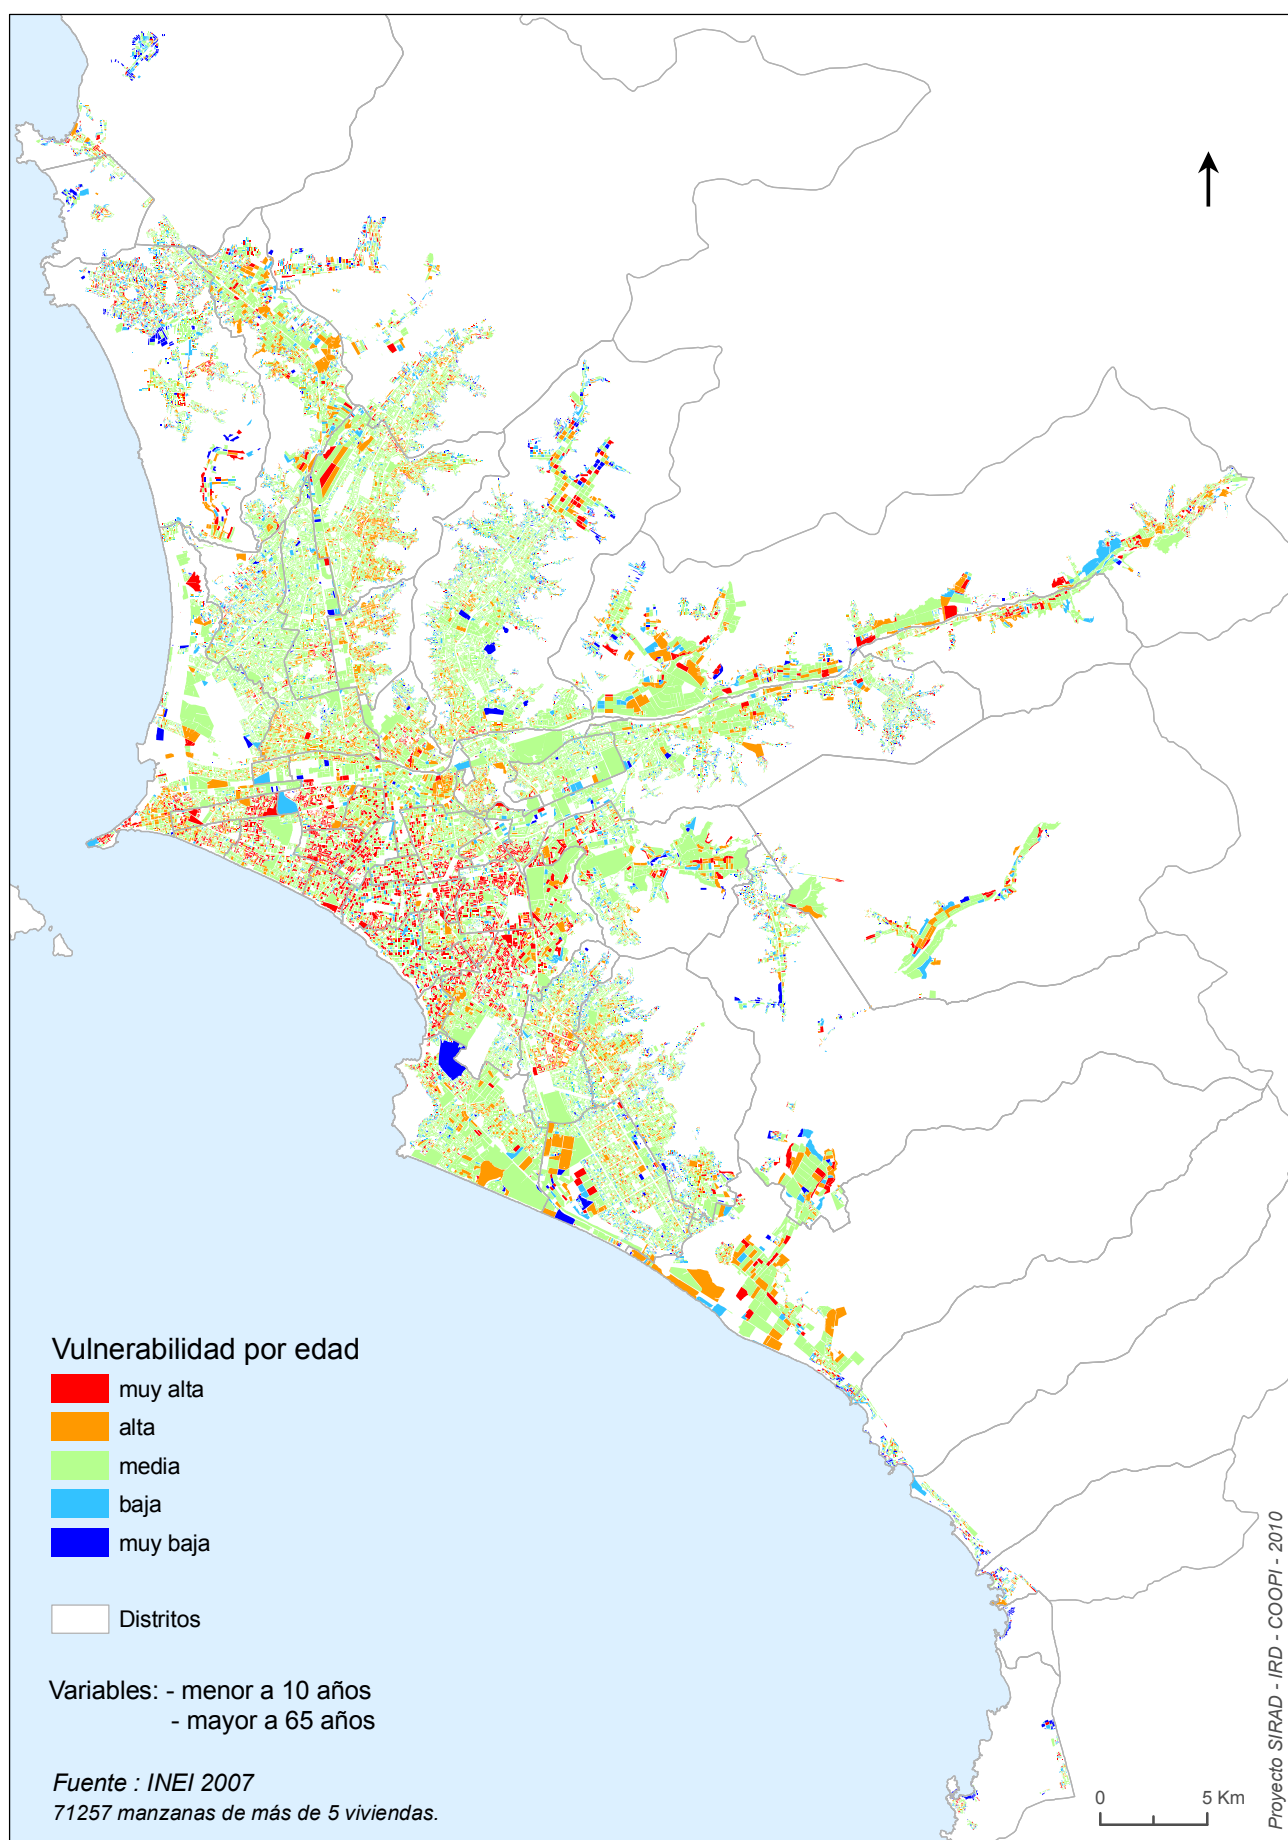 Vulnerabilidad por edad
muy alta
alta
media
baja
muy baja
Distritos
Variables: - menor a 10 años
- mayor a 65 años
Fuente : INEI 2007
71257 manzanas de más de 5 viviendas.
0 5 Km
Proyecto SIRAD - IRD - COOPI - 2010